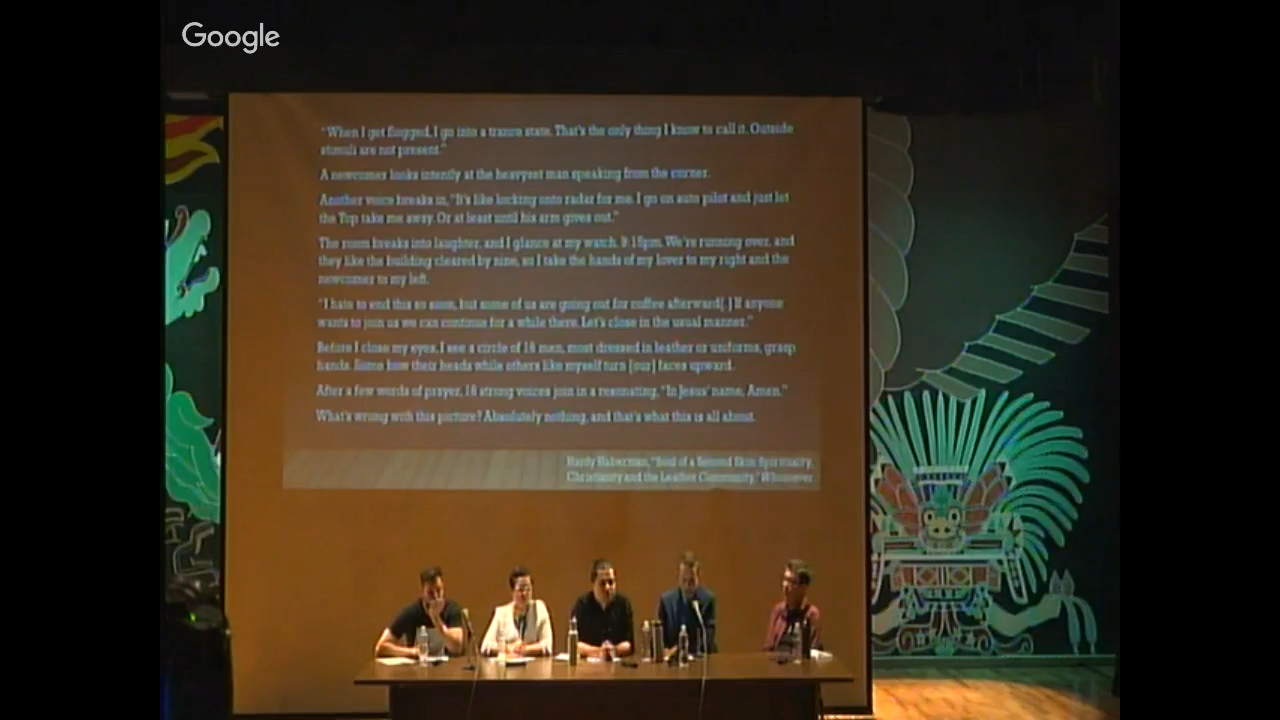 Google
"When I get flogged, I go into a trance state. That's the only thing I know to call it. Outside
stimuli are not present."
A newcomer looks intently at the heavyset man speaking from the corner.
Another voice breaks in, "It's like locking onto radar for me. I go on auto pilot and just let
the Top take me away. Or at least until his arm gives out."
The room breaks into laughter, and I glance at my watch. 9:15pm. We're running over, and
they like the building cleared by nine, so I take the hands of my lover to my right and the
newcomer to my left.
"I hate to end this so soon, but some of us are going out for coffee afterward[.] If anyone
wants to join us we can continue for a while there. Let's close in the usual manner."
Before I close my eyes, I see a circle of 16 men, most dressed in leather or uniforms, grasp
hands. Some bow their heads while others like myself turn [our] faces upward.
After a few words of prayer, 16 strong voices join in a resonating, "In Jesus' name, Amen."
What's wrong with this picture? Absolutely nothing, and that's what this is all about.
Hardy Haberman, "Soul of a Second Skin: Spirituality,
Christianity and the Leather Community," Whosoever